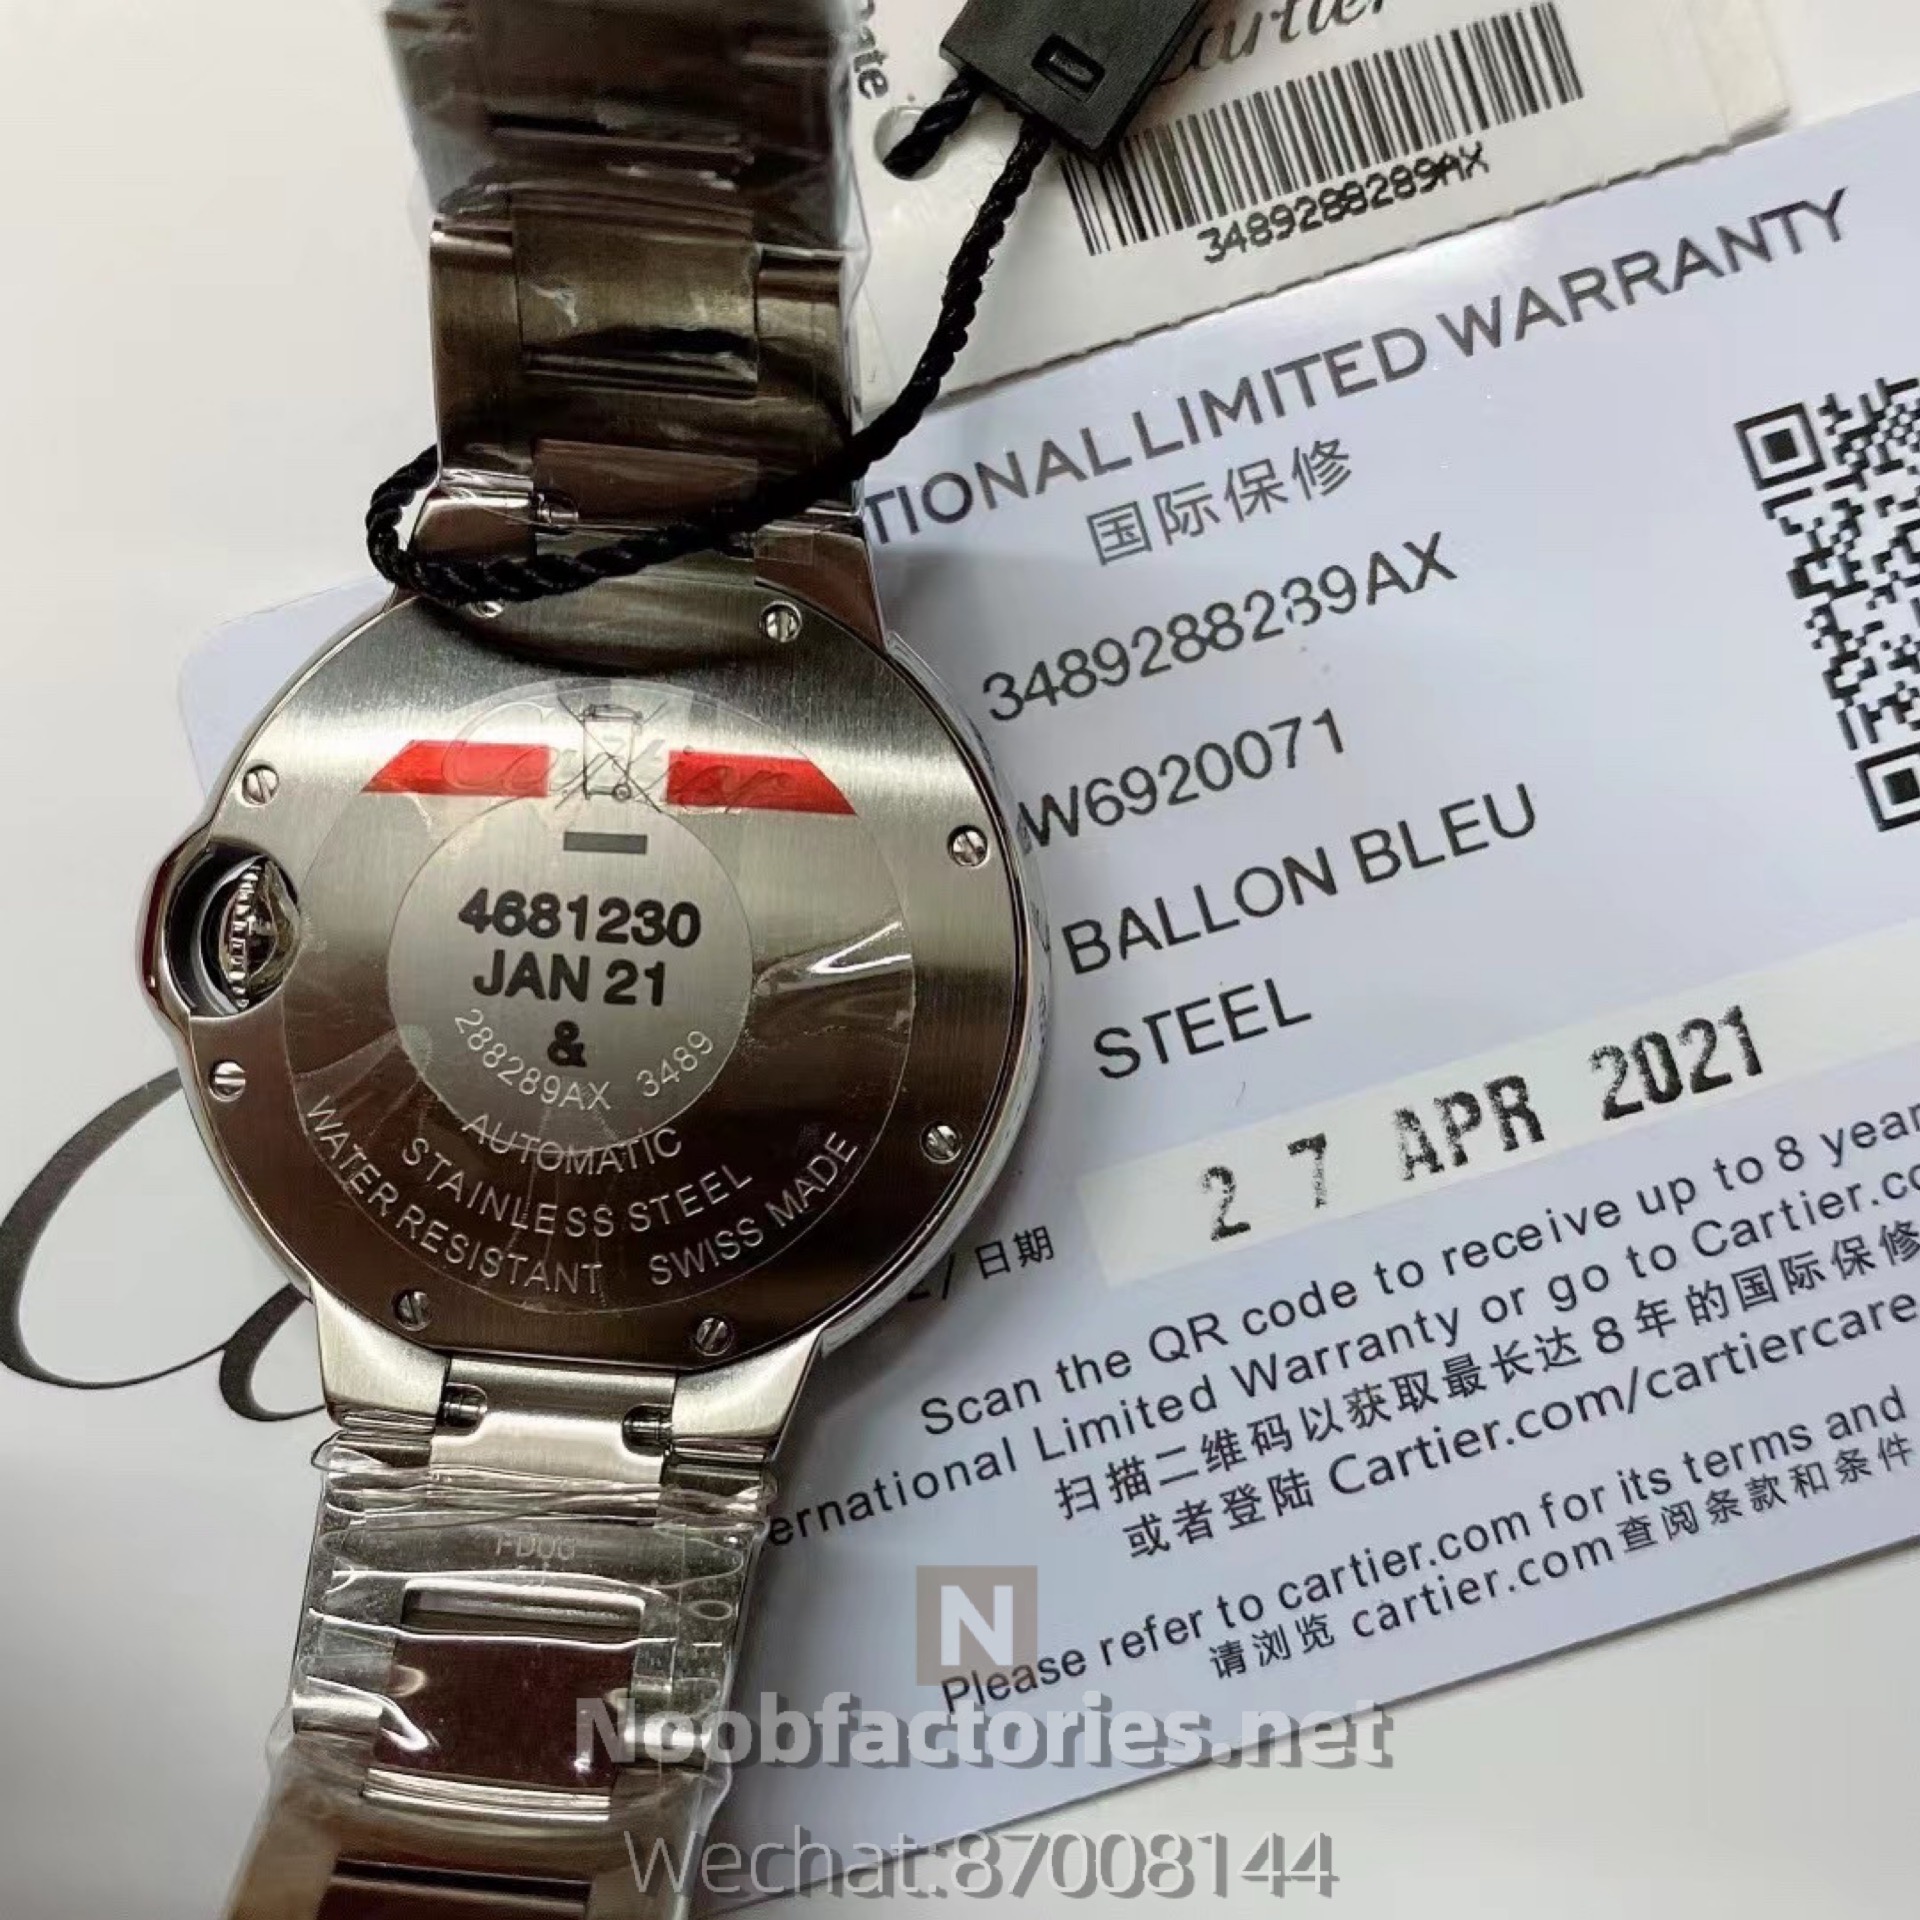 Cartier
3489288289AX
TIONAL LIMITED WARRANTY
国际保修
3489288289AX
W6920071
BALLON BLEU
STEEL
日期
27 APR 2021
Scan the QR code to receive up to 8 year
ernational Limited Warranty or go to Cartier.co
扫描二维码以获取最长达 8 年的国际保修
或者登陆 Cartier.com/cartiercare
Please refer to cartier.com for its terms and
请浏览 cartier.com 查阅条款和条件
Cartier
4681230
JAN 21
&
288289AX 3489
AUTOMATIC
STAINLESS STEEL
WATER RESISTANT SWISS MADE
N
Noobfactories.net
Wechat:87008144